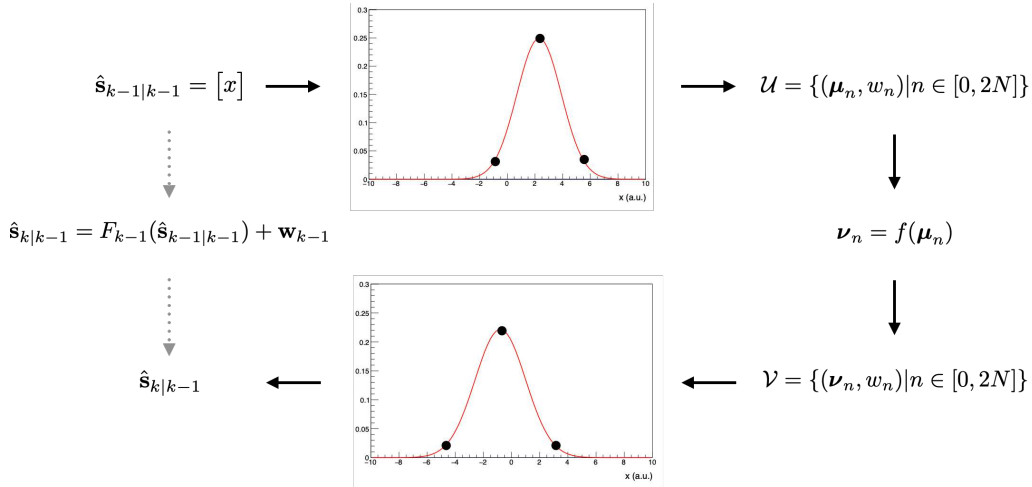 ŝ_{k-1|k-1} = [x]
0.3
0.25
0.2
0.15
0.1
0.05
0
-10 -8 -6 -4 -2 0 2 4 6 8 10
x (a.u.)
𝒰 = {(μ_n, w_n)|n ∈ [0, 2N]}
ŝ_{k|k-1} = F_{k-1}(ŝ_{k-1|k-1}) + w_{k-1}
ν_n = f(μ_n)
ŝ_{k|k-1}
0.3
0.25
0.2
0.15
0.1
0.05
0
-10 -8 -6 -4 -2 0 2 4 6 8 10
x (a.u.)
𝒱 = {(ν_n, w_n)|n ∈ [0, 2N]}